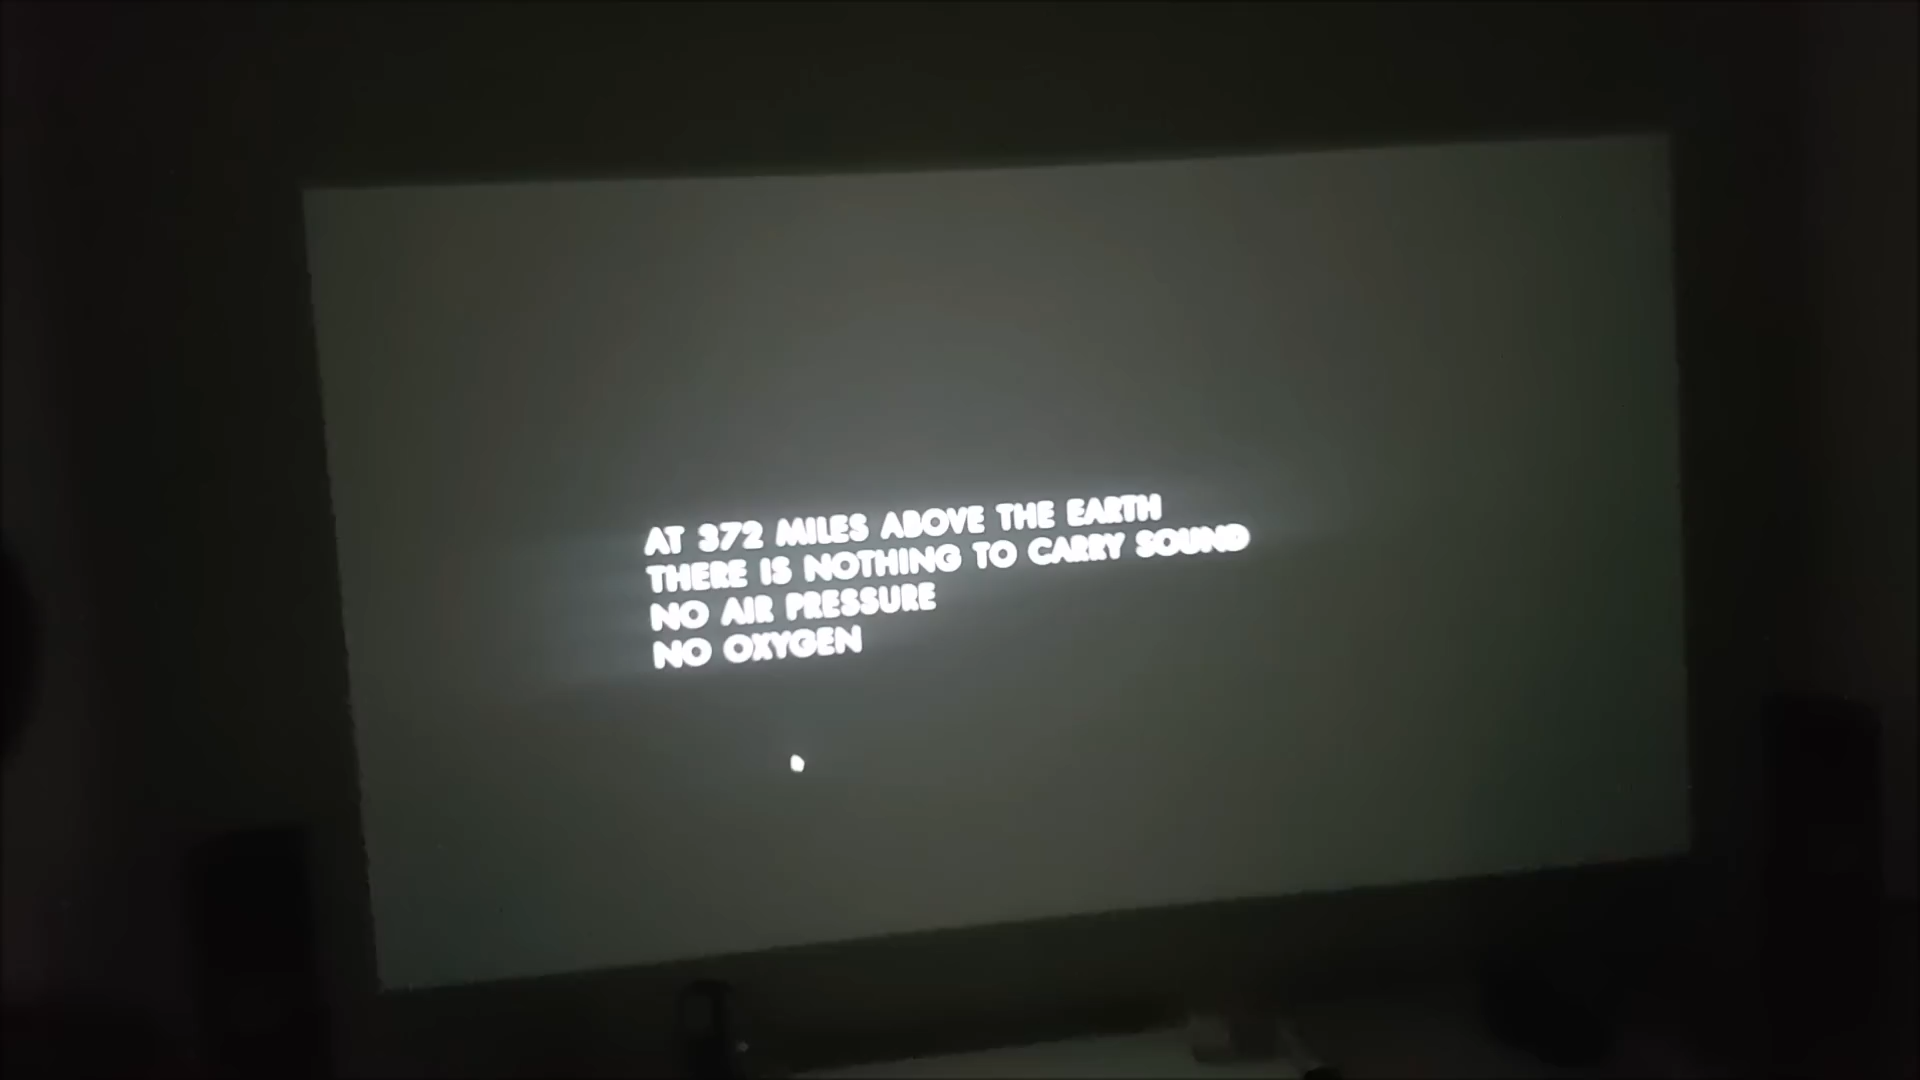 AT 372 MILES ABOVE THE EARTH
THERE IS NOTHING TO CARRY SOUND
NO AIR PRESSURE
NO OXYGEN